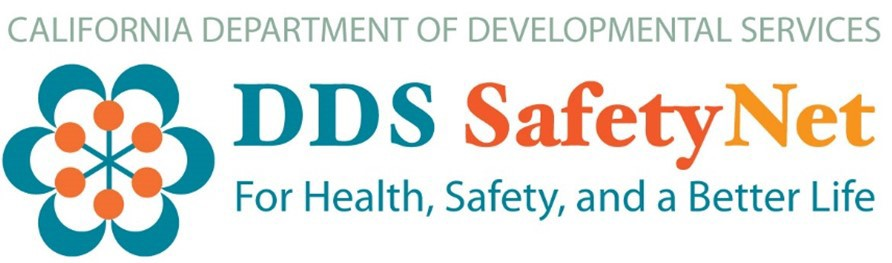 CALIFORNIA DEPARTMENT OF DEVELOPMENTAL SERVICES
DDS SafetyNet
For Health, Safety, and a Better Life